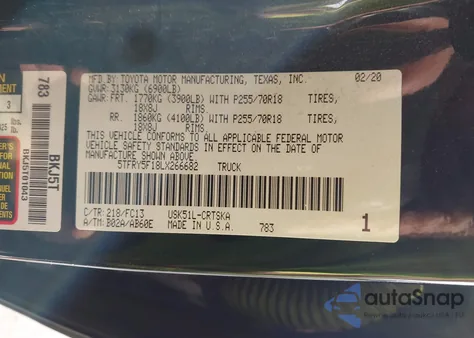 MFD. BY TOYOTA MOTOR MANUFACTURING, TEXAS, INC. 02/20
GVWR: 3130KG (6900LB)
GAWR: FRT. 1770KG (3900LB) WITH P255/70R18 TIRES,
18X8J RIMS,
RR. 1860KG (4100LB) WITH P255/70R18 TIRES,
18X8J RIMS,
THIS VEHICLE CONFORMS TO ALL APPLICABLE FEDERAL MOTOR
VEHICLE SAFETY STANDARDS IN EFFECT ON THE DATE
OF MANUFACTURE SHOWN ABOVE.
5TFRY5F18LX266682 TRUCK
C/TR: 218/FC13 USK51L-CRTSKA
A/TM: B02A/AB60E MADE IN U.S.A. 783
1
783
BKJ5T
BKJ5T01043
3
autoSnap